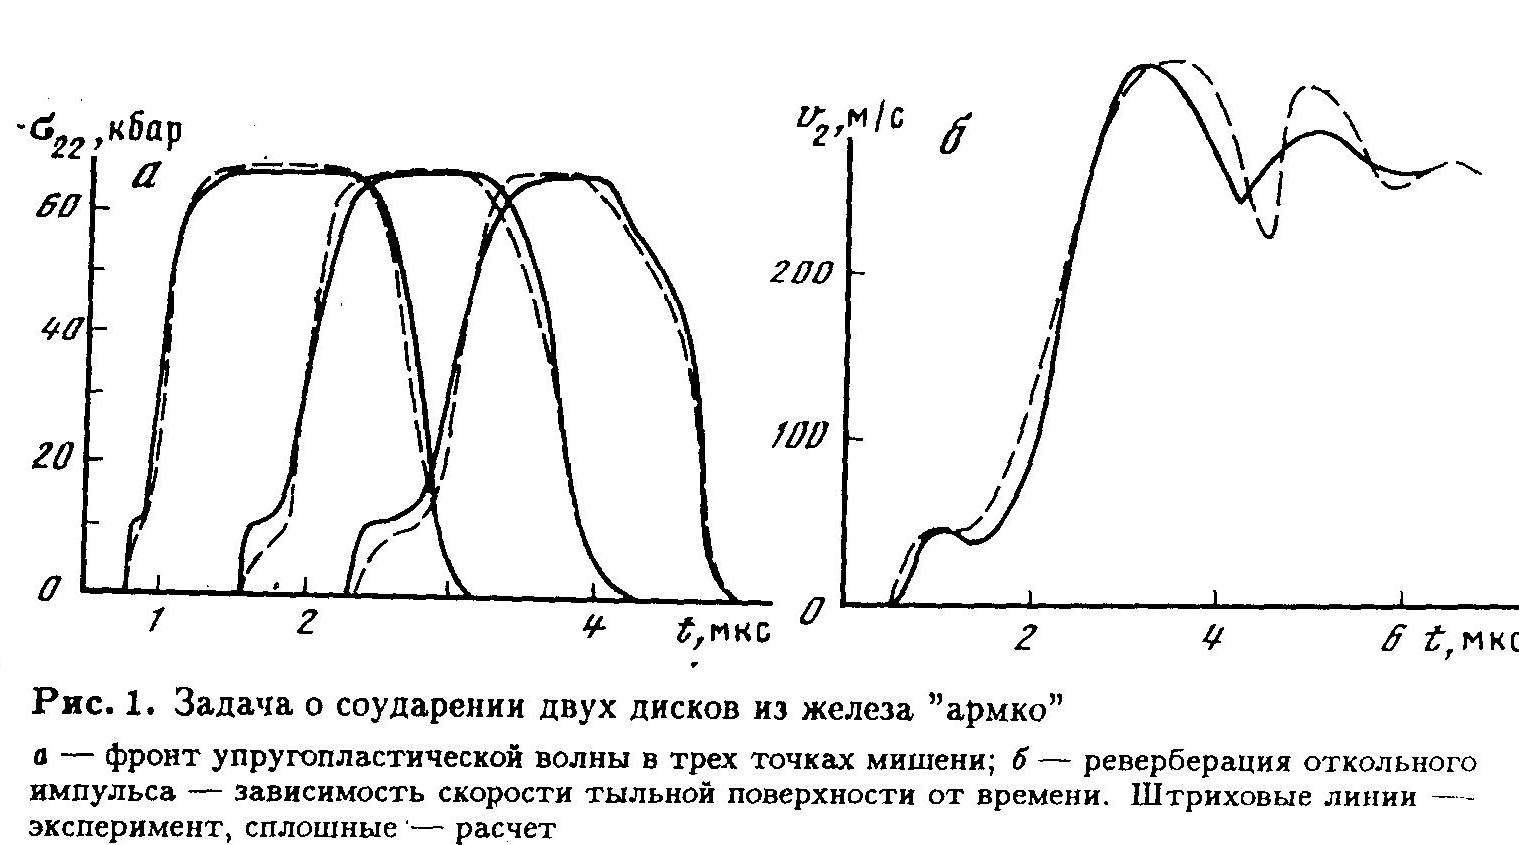 -σ₂₂, кбар
а
60
40
20
0
1
2
4
t, мкс
υ₂, м/с
б
200
100
0
2
4
6
t, мкс
Рис. 1. Задача о соударении двух дисков из железа "армко"
а — фронт упругопластической волны в трех точках мишени; б — реверберация откольного
импульса — зависимость скорости тыльной поверхности от времени. Штриховые линии —
эксперимент, сплошные — расчет